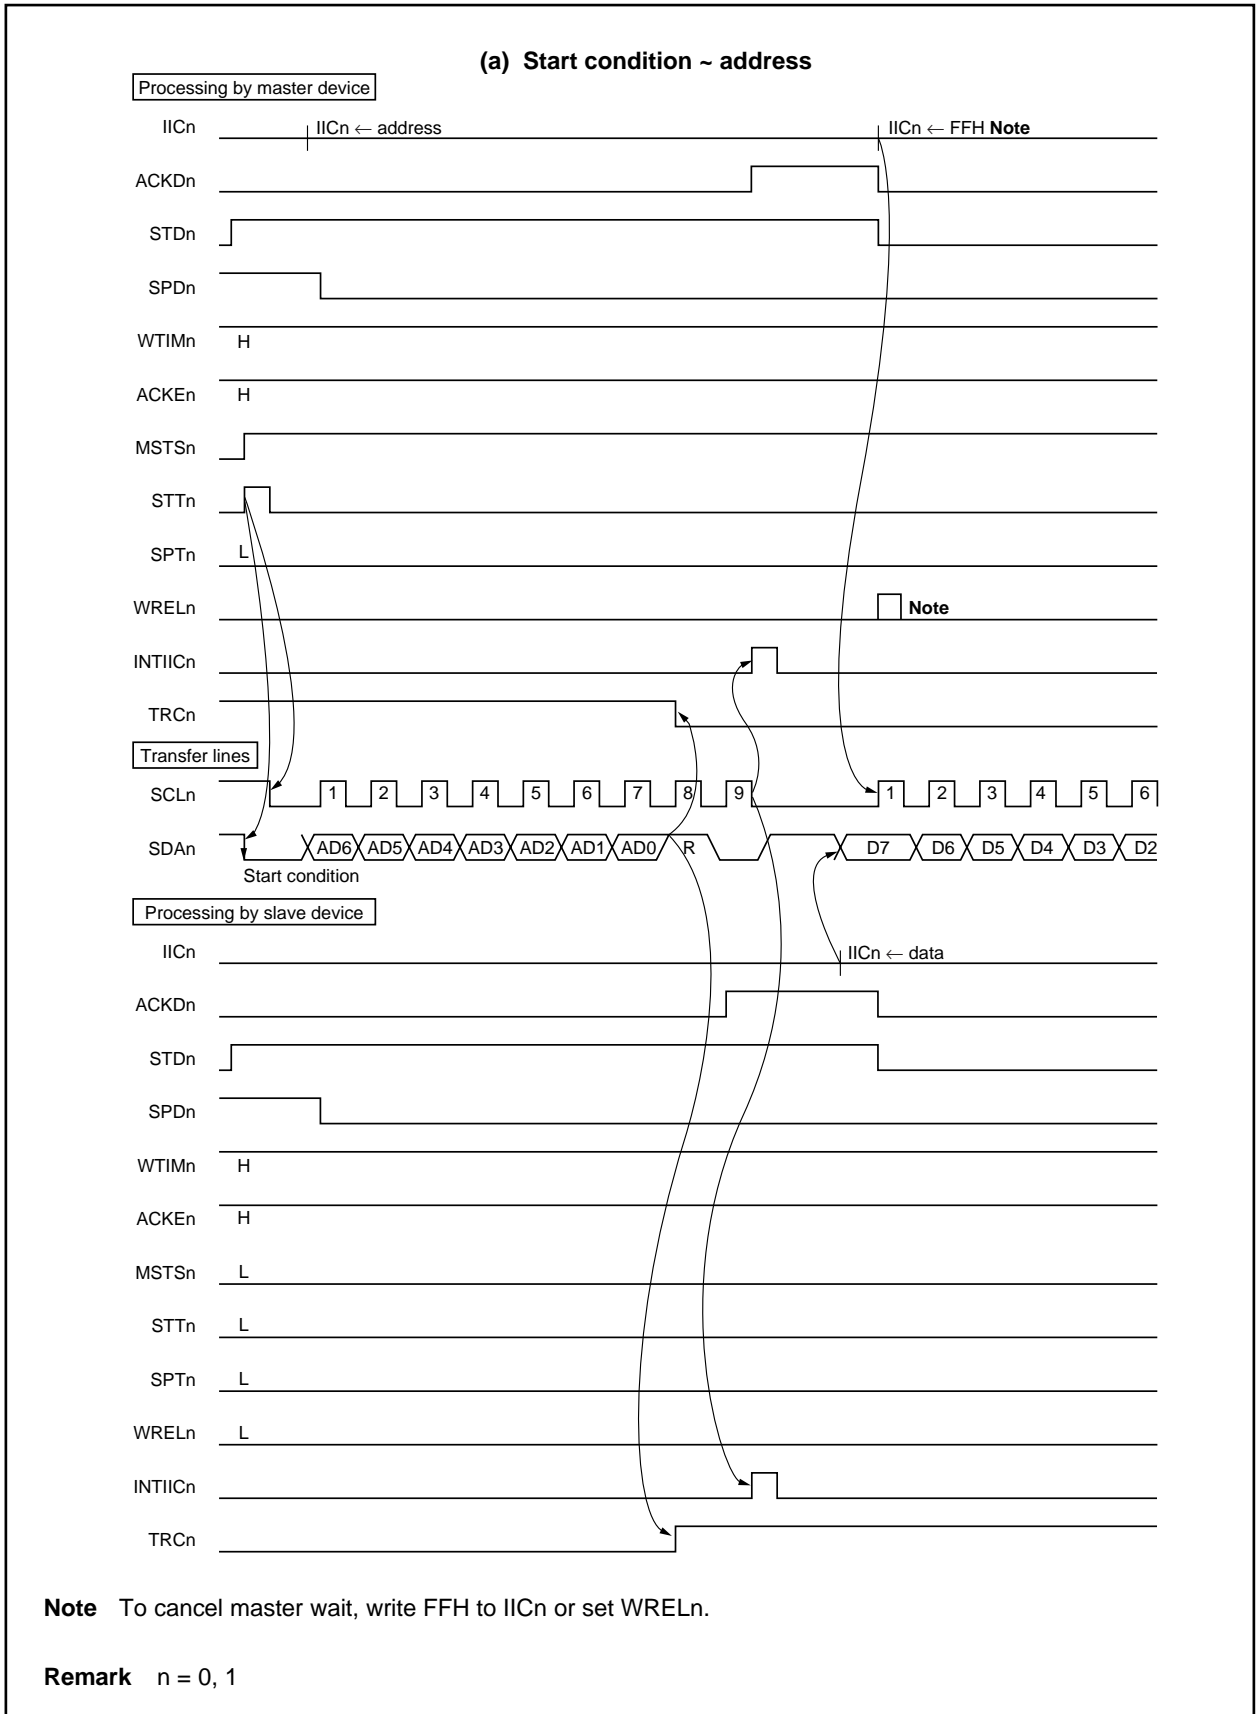 (a) Start condition ~ address
Processing by master device
IICn IICn ← address IICn ← FFH Note
ACKDn
STDn
SPDn
WTIMn H
ACKEn H
MSTSn
STTn
SPTn L
WRELn Note
INTIICn
TRCn
Transfer lines
SCLn 1 2 3 4 5 6 7 8 9 1 2 3 4 5 6
SDAn AD6 AD5 AD4 AD3 AD2 AD1 AD0 R D7 D6 D5 D4 D3 D2
Start condition
Processing by slave device
IICn IICn ← data
ACKDn
STDn
SPDn
WTIMn H
ACKEn H
MSTSn L
STTn L
SPTn L
WRELn L
INTIICn
TRCn
Note To cancel master wait, write FFH to IICn or set WRELn.
Remark n = 0, 1